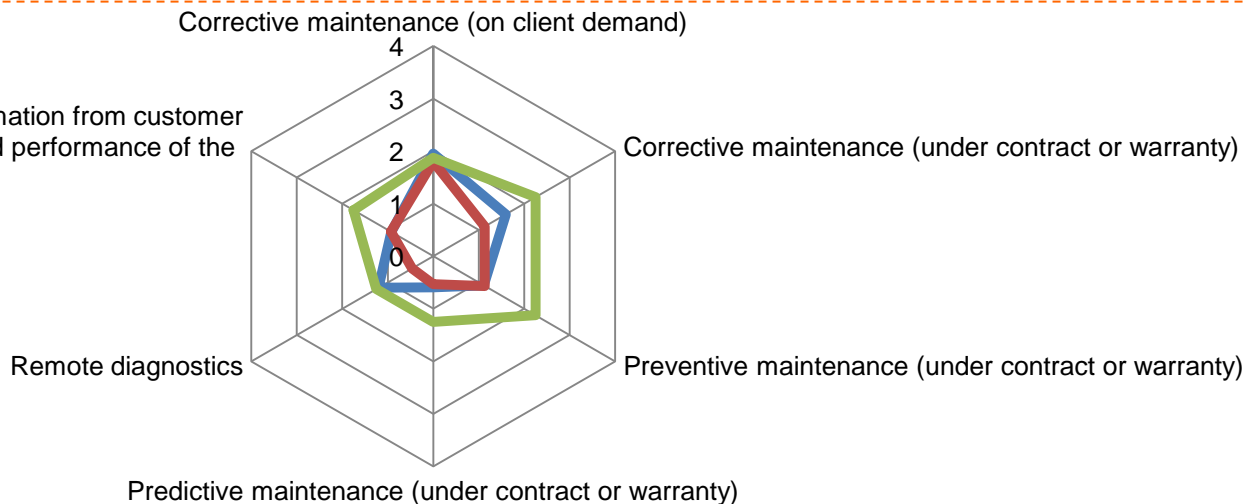 Corrective maintenance (on client demand)
4
3
from customer
performance of the
2
Corrective maintenance (under contract or warranty)
1
0
Remote diagnostics
Preventive maintenance (under contract or warranty)
Predictive maintenance (under contract or warranty)